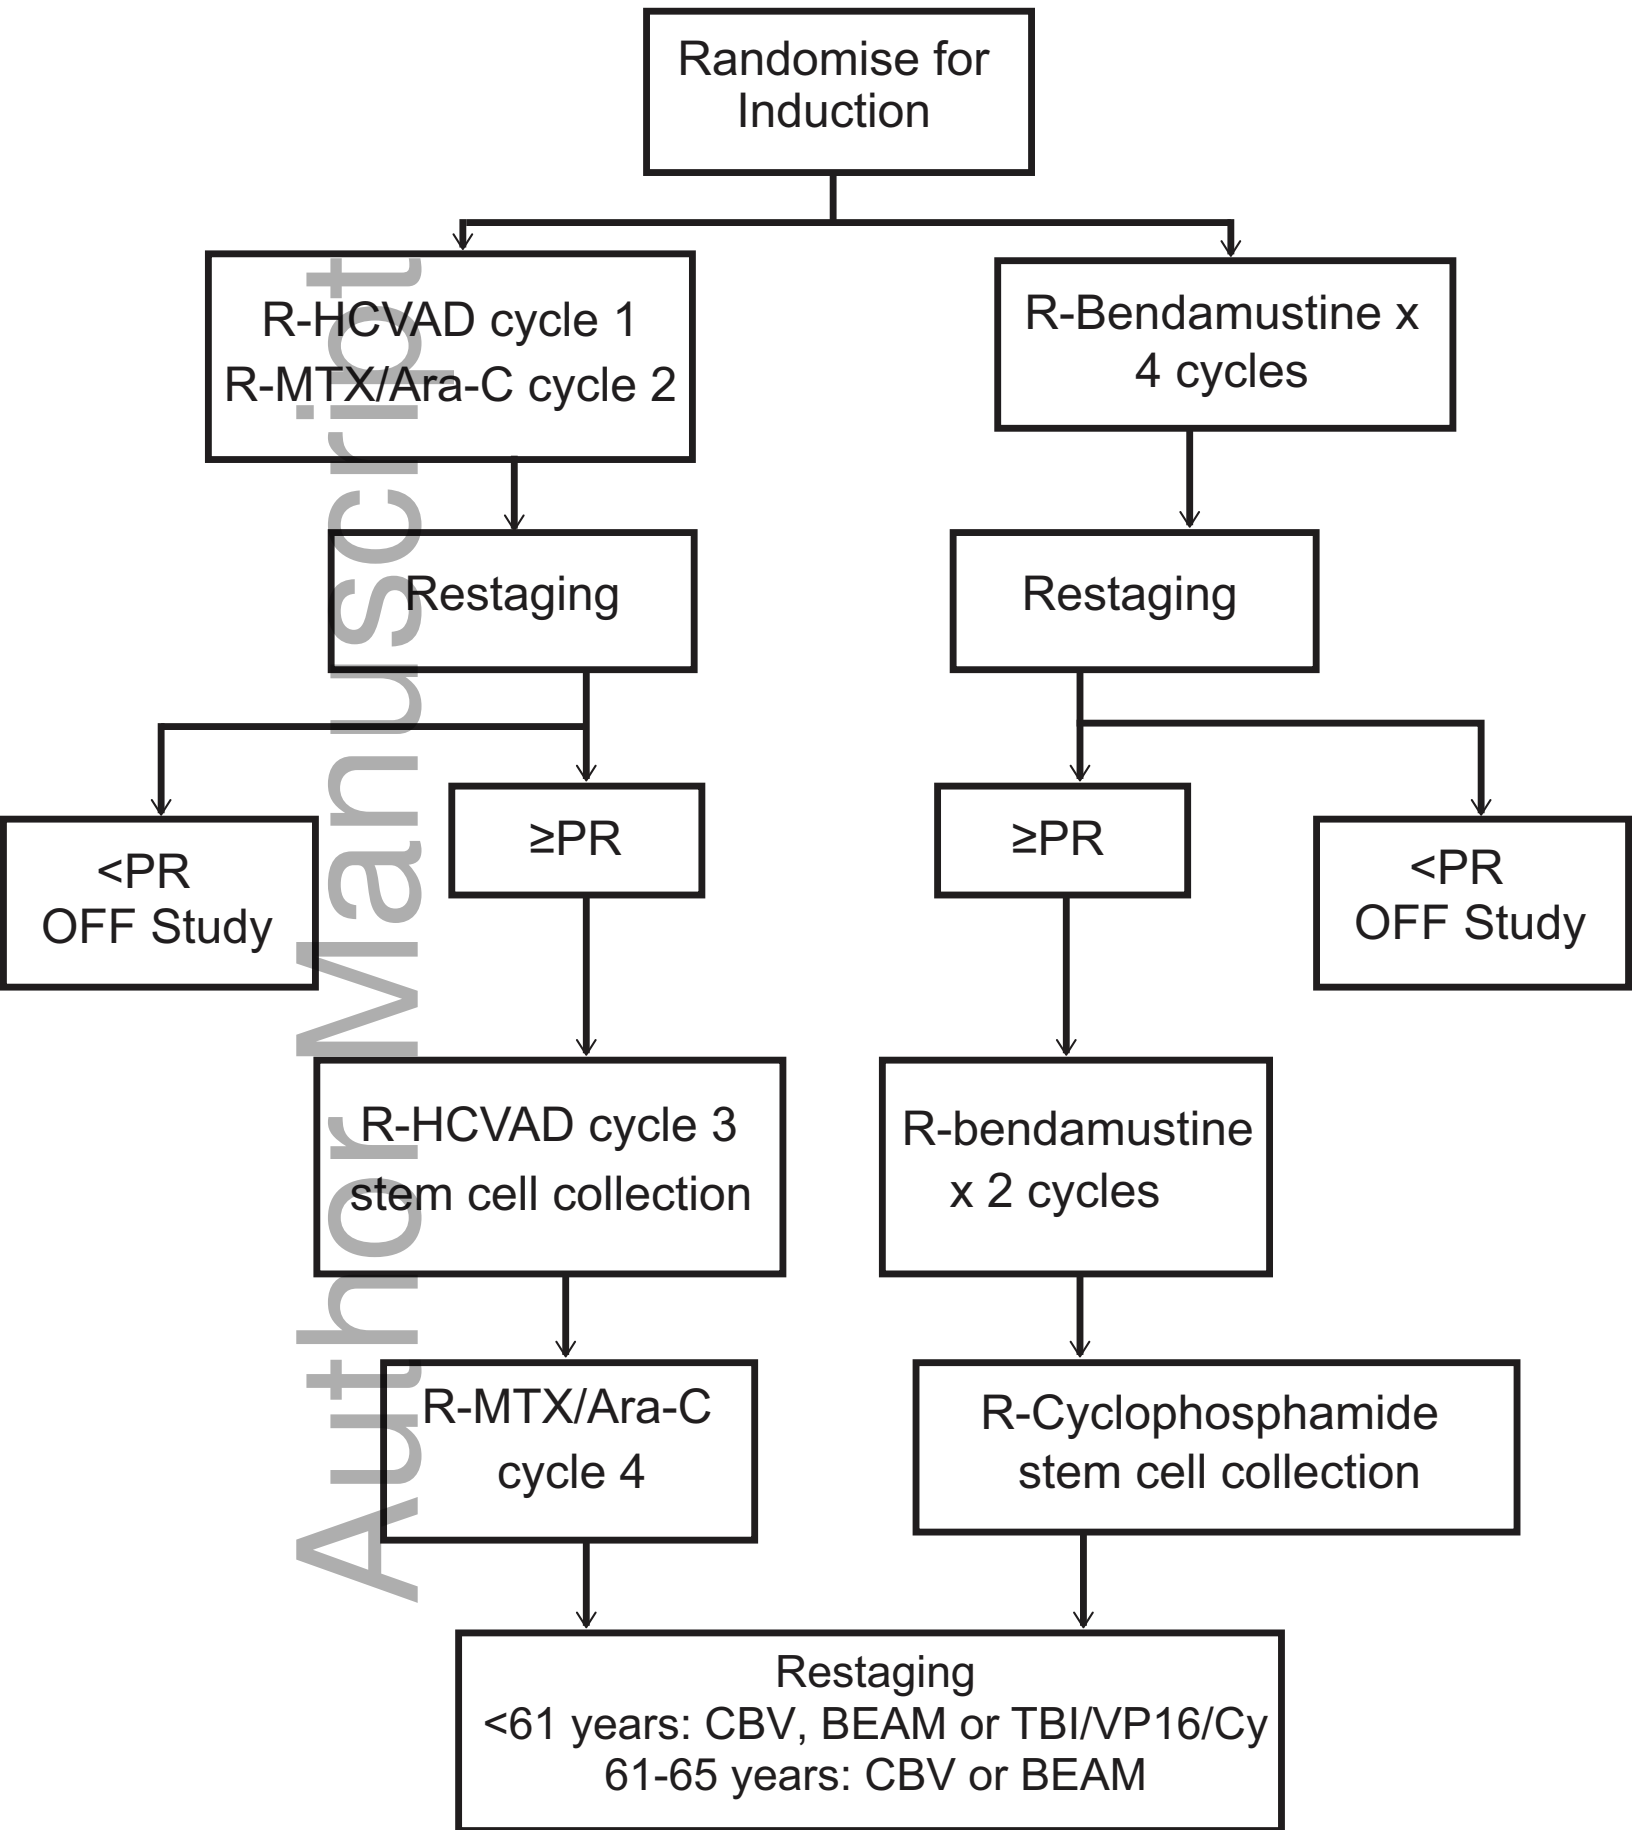 Randomise for
Induction
R-HCVAD cycle 1
R-MTX/Ara-C cycle 2
R-Bendamustine x
4 cycles
Restaging
Restaging
<PR
OFF Study
≥PR
≥PR
<PR
OFF Study
R-HCVAD cycle 3
stem cell collection
R-bendamustine
x 2 cycles
R-MTX/Ara-C
cycle 4
R-Cyclophosphamide
stem cell collection
Restaging
<61 years: CBV, BEAM or TBI/VP16/Cy
61-65 years: CBV or BEAM
Author Manuscript